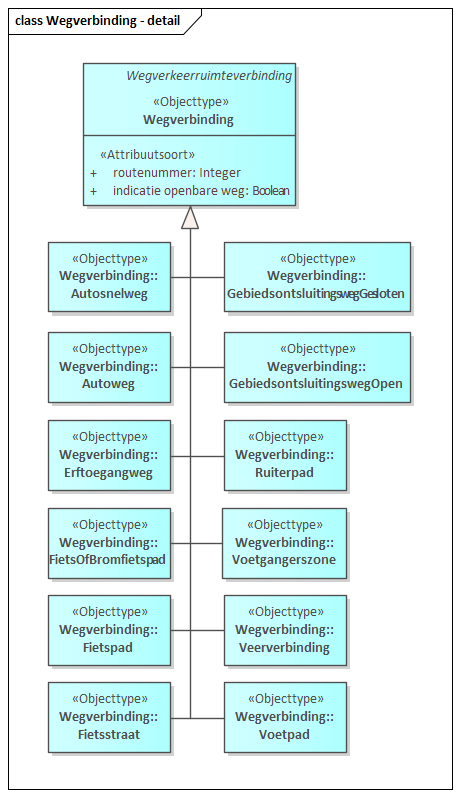 class Wegverbinding - detail
Wegverkeerruimteverbinding
«Objecttype»
Wegverbinding
«Attribuutsoort»
+ routenummer: Integer
+ indicatie openbare weg: Boolean
«Objecttype»
Wegverbinding::
Autosnelweg
«Objecttype»
Wegverbinding::
GebiedsontsluitingswegGesloten
«Objecttype»
Wegverbinding::
Autoweg
«Objecttype»
Wegverbinding::
GebiedsontsluitingswegOpen
«Objecttype»
Wegverbinding::
Erftoegangweg
«Objecttype»
Wegverbinding::
Ruiterpad
«Objecttype»
Wegverbinding::
FietsOfBromfietspad
«Objecttype»
Wegverbinding::
Voetgangerszone
«Objecttype»
Wegverbinding::
Fietspad
«Objecttype»
Wegverbinding::
Veerverbinding
«Objecttype»
Wegverbinding::
Fietsstraat
«Objecttype»
Wegverbinding::
Voetpad